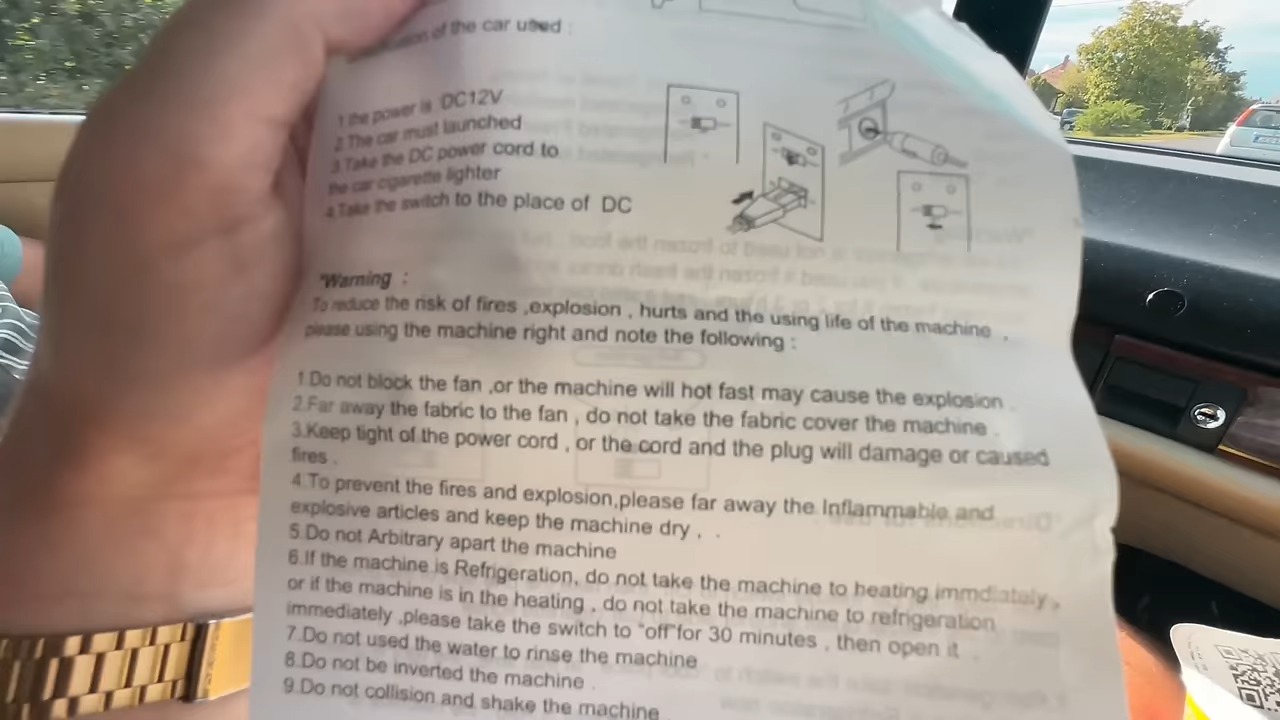 of the car used :
1 the power is DC12V
2.The car must launched
3.Take the DC power cord to
the car cigarette lighter
4.Take the switch to the place of DC
*Warning :
To reduce the risk of fires ,explosion , hurts and the using life of the machine ,
please using the machine right and note the following :
1.Do not block the fan ,or the machine will hot fast may cause the explosion .
2.Far away the fabric to the fan , do not take the fabric cover the machine .
3.Keep tight of the power cord , or the cord and the plug will damage or caused
fires .
4.To prevent the fires and explosion,please far away the Inflammable and
explosive articles and keep the machine dry , .
5.Do not Arbitrary apart the machine
6.If the machine is Refrigeration, do not take the machine to heating immdiately ,
or if the machine is in the heating , do not take the machine to refrigeration
immediately ,please take the switch to "off"for 30 minutes , then open it .
7.Do not used the water to rinse the machine
8.Do not be inverted the machine .
9.Do not collision and shake the machine